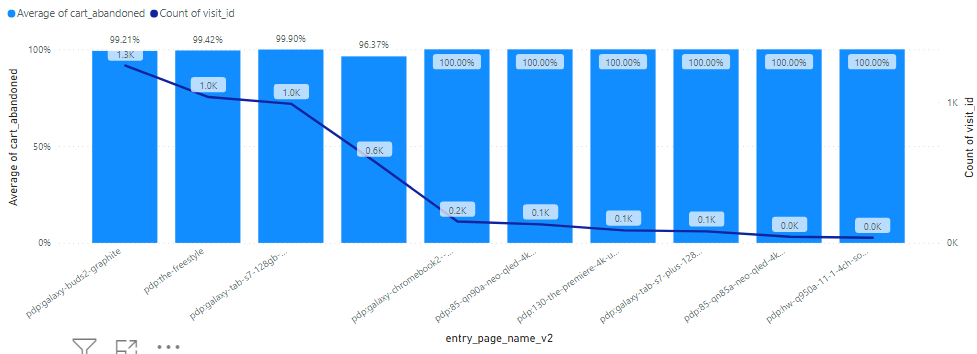 Average of cart_abandoned Count of visit_id
99.21% 99.42% 99.90% 96.37%
100% 1.3K 100.00% 100.00% 100.00% 100.00% 100.00% 100.00%
1.0K 1.0K
1K
50% 0.6K
0.2K 0.1K 0.1K 0.1K 0.0K 0.0K
0% 0K
Average of cart_abandoned
Count of visit_id
pdp:galaxy-buds2-graphite
pdp:the-freestyle
pdp:galaxy-tab-s7-128gb-...
pdp:galaxy-chromebook2--...
pdp:85-qn90a-neo-qled-4k...
pdp:130-the-premiere-4k-u...
pdp:galaxy-tab-s7-plus-128...
pdp:85-qn85a-neo-qled-4k...
pdp:hw-q950a-11-1-4ch-so...
entry_page_name_v2